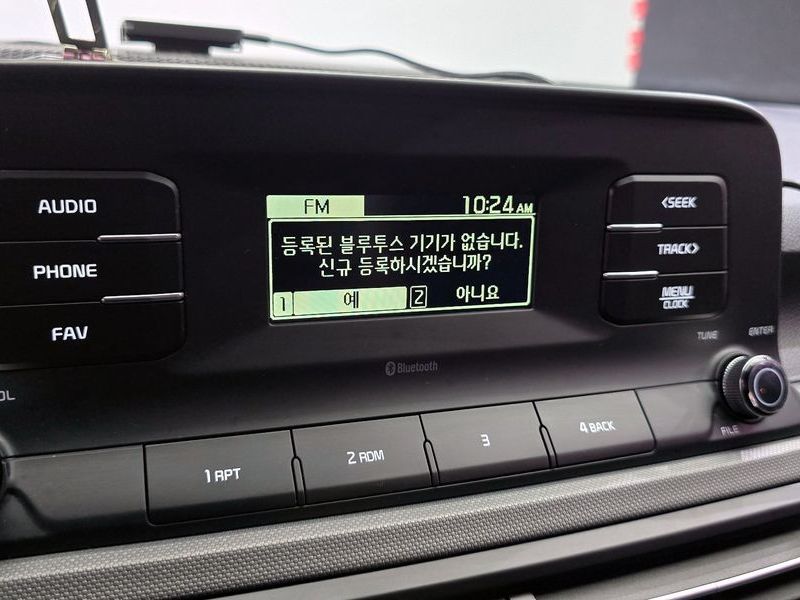 AUDIO
PHONE
FAV
FM 10:24 AM
등록된 블루투스 기기가 없습니다.
신규 등록하시겠습니까?
1 예 2 아니요
<SEEK
TRACK>
MENU
CLOCK
TUNE
ENTER
FILE
Bluetooth
OL
1 RPT
2 RDM
3
4 BACK